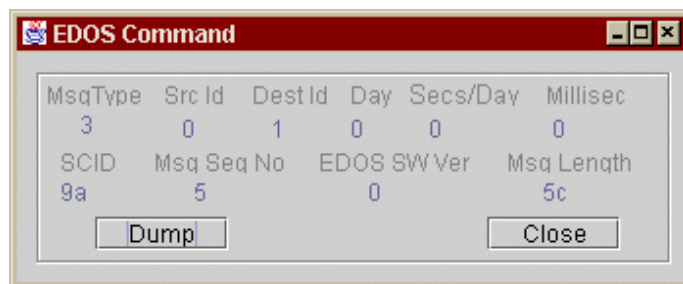 EDOS Command
MsgType Src Id Dest Id Day Secs/Day Millisec
3 0 1 0 0 0
SCID Msg Seq No EDOS SW Ver Msg Length
9a 5 0 5c
Dump Close